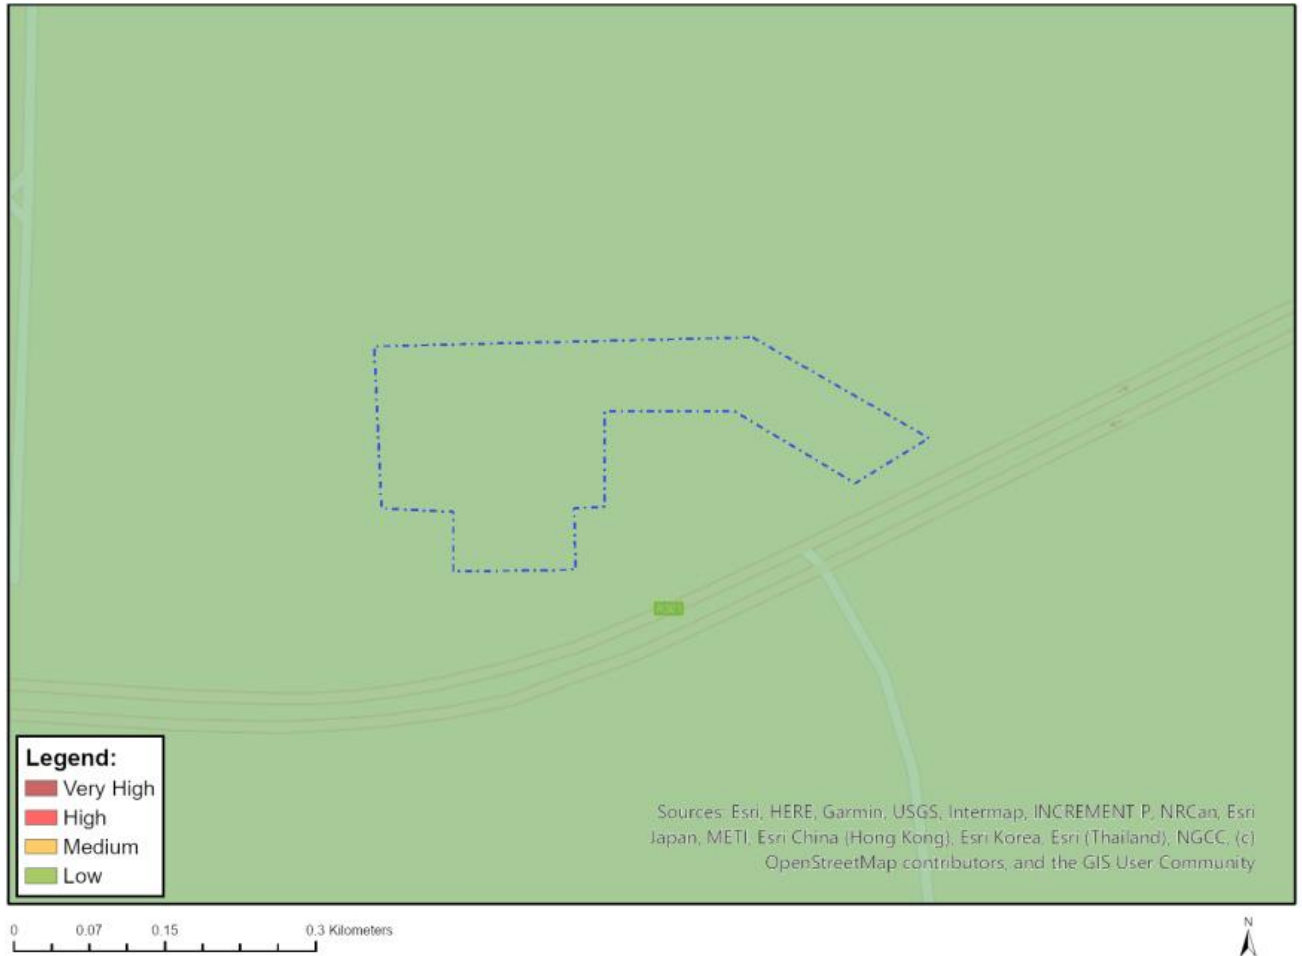 Legend:
Very High
High
Medium
Low
Sources: Esri, HERE, Garmin, USGS, Intermap, INCREMENT P, NRCan, Esri
Japan, METI, Esri China (Hong Kong), Esri Korea, Esri (Thailand), NGCC, (c)
OpenStreetMap contributors, and the GIS User Community
0 0.07 0.15 0.3 Kilometers
N